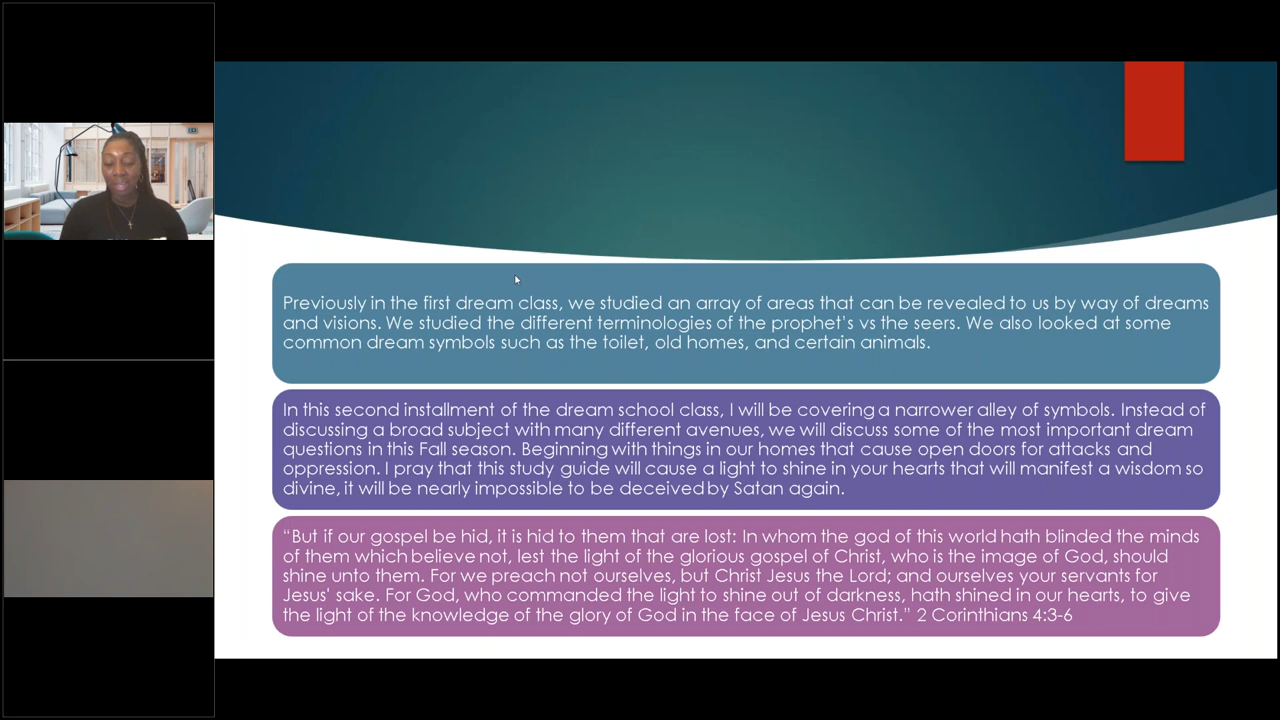 Previously in the first dream class, we studied an array of areas that can be revealed to us by way of dreams
and visions. We studied the different terminologies of the prophet's vs the seers. We also looked at some
common dream symbols such as the toilet, old homes, and certain animals.
In this second installment of the dream school class, I will be covering a narrower alley of symbols. Instead of
discussing a broad subject with many different avenues, we will discuss some of the most important dream
questions in this Fall season. Beginning with things in our homes that cause open doors for attacks and
oppression. I pray that this study guide will cause a light to shine in your hearts that will manifest a wisdom so
divine, it will be nearly impossible to be deceived by Satan again.
“But if our gospel be hid, it is hid to them that are lost: In whom the god of this world hath blinded the minds
of them which believe not, lest the light of the glorious gospel of Christ, who is the image of God, should
shine unto them. For we preach not ourselves, but Christ Jesus the Lord; and ourselves your servants for
Jesus' sake. For God, who commanded the light to shine out of darkness, hath shined in our hearts, to give
the light of the knowledge of the glory of God in the face of Jesus Christ.” 2 Corinthians 4:3-6